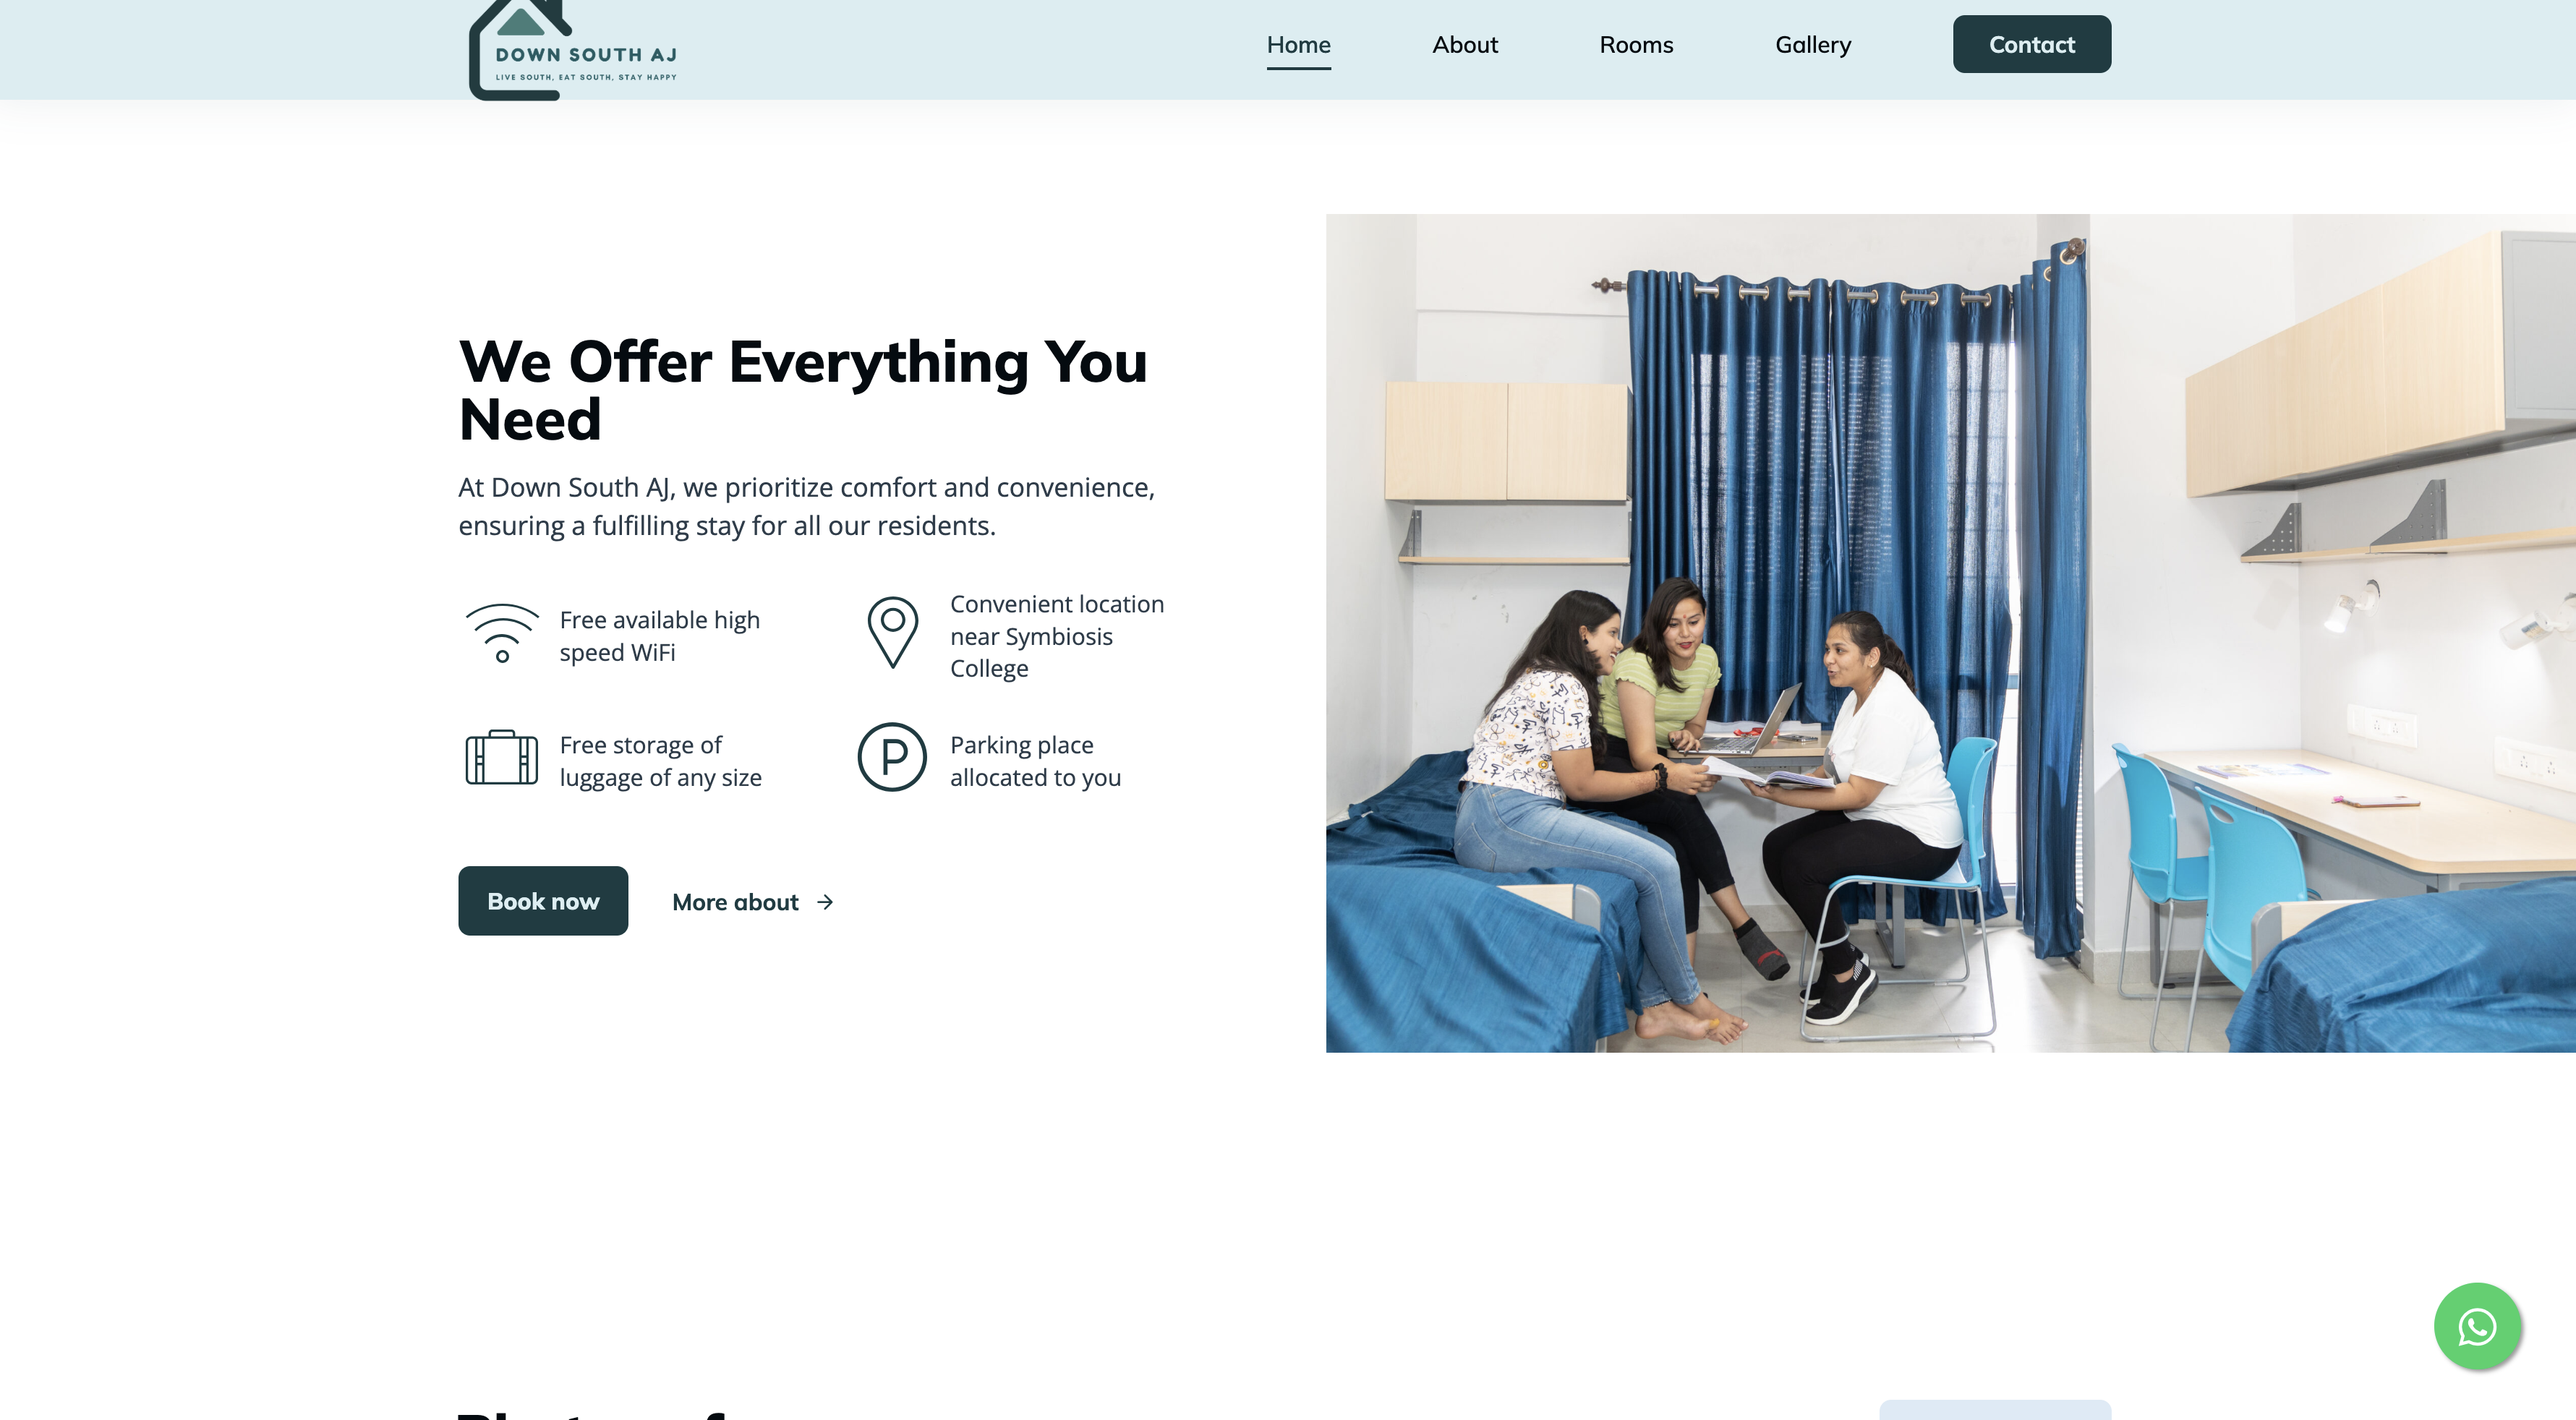 DOWN SOUTH AJ
LIVE SOUTH, EAT SOUTH, STAY HAPPY
Home
About
Rooms
Gallery
Contact
We Offer Everything You
Need
At Down South AJ, we prioritize comfort and convenience,
ensuring a fulfilling stay for all our residents.
Free available high
speed WiFi
Convenient location
near Symbiosis
College
Free storage of
luggage of any size
P
Parking place
allocated to you
Book now
More about